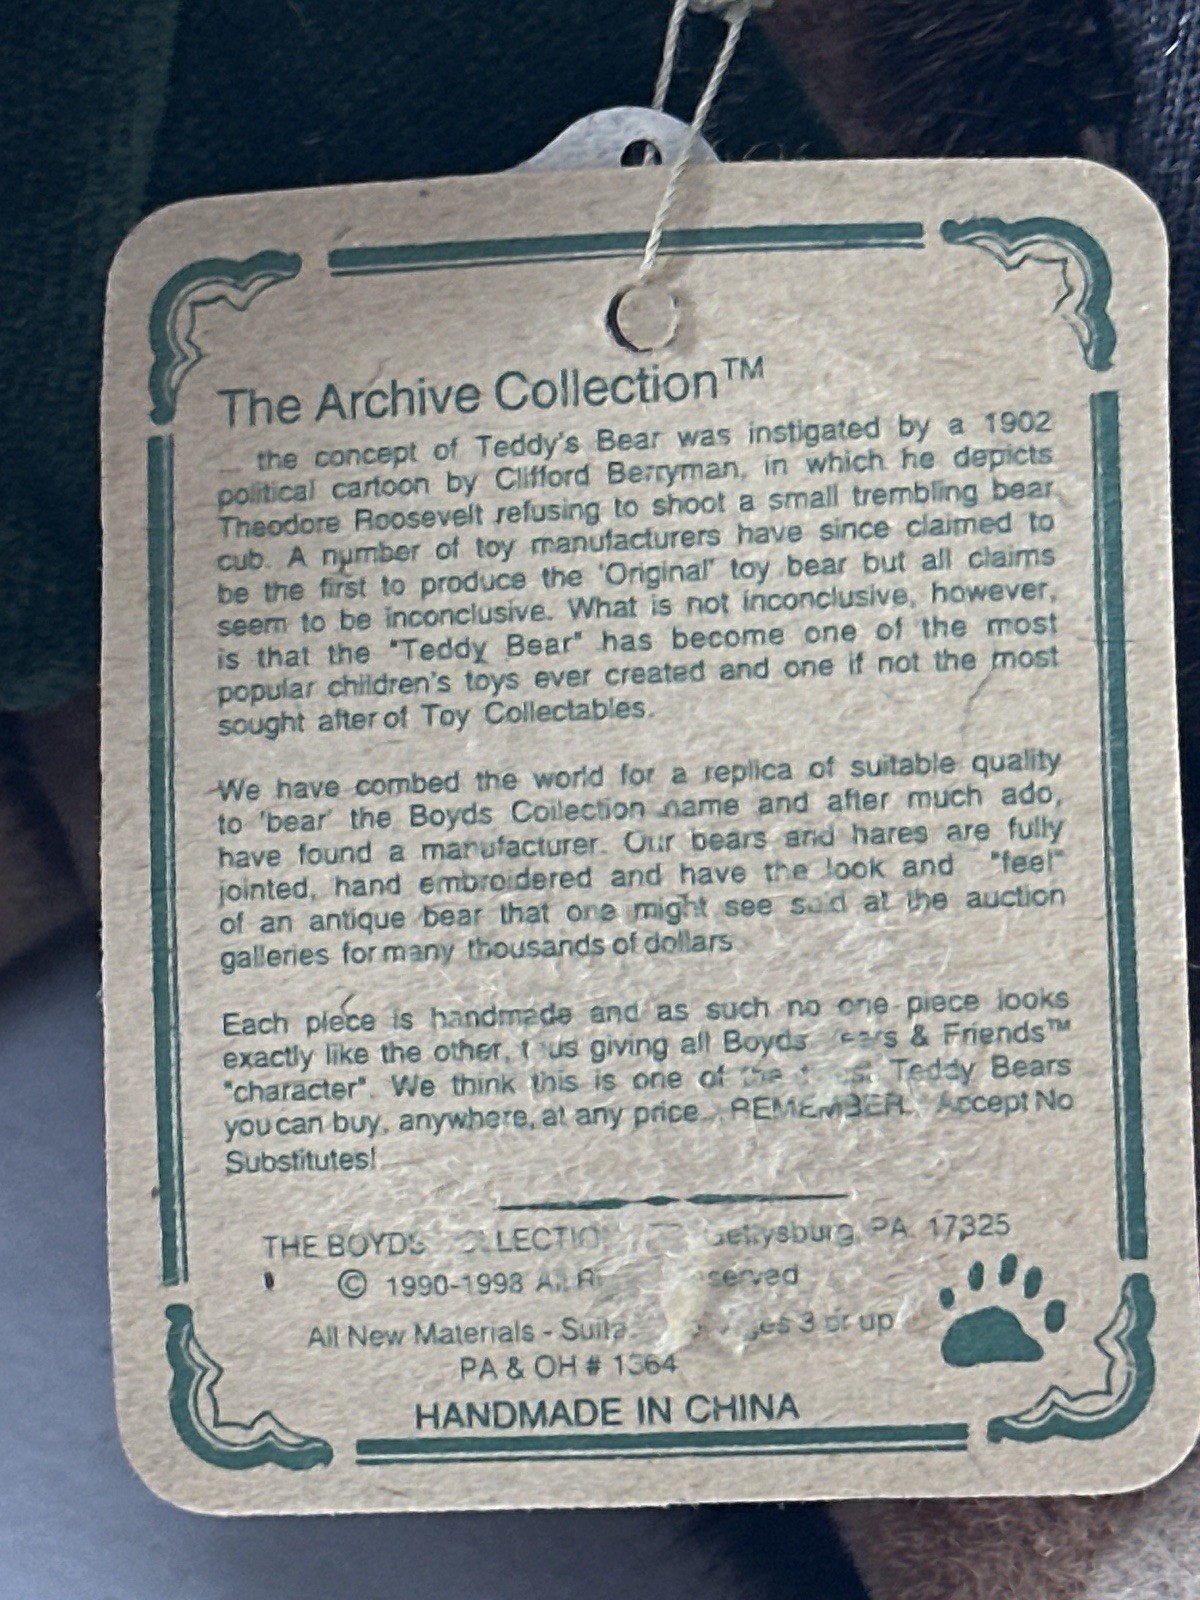 The Archive Collection™
the concept of Teddy's Bear was instigated by a 1902
political cartoon by Clifford Berryman, in which he depicts
Theodore Roosevelt refusing to shoot a small trembling bear
cub. A number of toy manufacturers have since claimed to
be the first to produce the 'Original' toy bear but all claims
seem to be inconclusive. What is not inconclusive, however,
is that the "Teddy Bear" has become one of the most
popular children's toys ever created and one if not the most
sought after of Toy Collectables.
We have combed the world for a replica of suitable quality
to 'bear' the Boyds Collection name and after much ado,
have found a manufacturer. Our bears and hares are fully
jointed, hand embroidered and have the look and "feel"
of an antique bear that one might see sold at the auction
galleries for many thousands of dollars
Each piece is handmade and as such no one piece looks
exactly like the other, thus giving all Boyds & Friends™
"character". We think this is one of the Teddy Bears
you can buy, anywhere, at any price... REMEMBER.. Accept No
Substitutes!
THE BOYDS COLLECTION Gettysburg, PA. 17325
© 1990-1998 All
All New Materials - 3 or up
PA & OH # 1364
HANDMADE IN CHINA